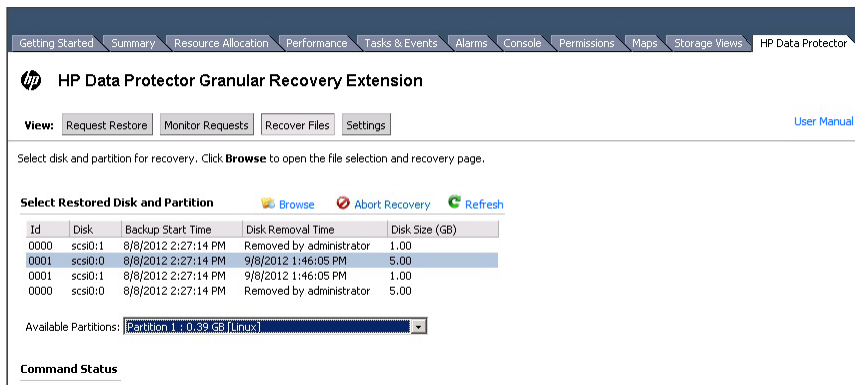 Getting Started Summary Resource Allocation Performance Tasks & Events Alarms Console Permissions Maps Storage Views HP Data Protector
hp HP Data Protector Granular Recovery Extension
View: Request Restore Monitor Requests Recover Files Settings User Manual
Select disk and partition for recovery. Click Browse to open the file selection and recovery page.
Select Restored Disk and Partition Browse Abort Recovery Refresh
Id Disk Backup Start Time Disk Removal Time Disk Size (GB)
0000 scsi0:1 8/8/2012 2:27:14 PM Removed by administrator 1.00
0001 scsi0:0 8/8/2012 2:27:14 PM 9/8/2012 1:46:05 PM 5.00
0001 scsi0:1 8/8/2012 2:27:14 PM 9/8/2012 1:46:05 PM 1.00
0000 scsi0:0 8/8/2012 2:27:14 PM Removed by administrator 5.00
Available Partitions: Partition 1 : 0.39 GB [Linux]
Command Status